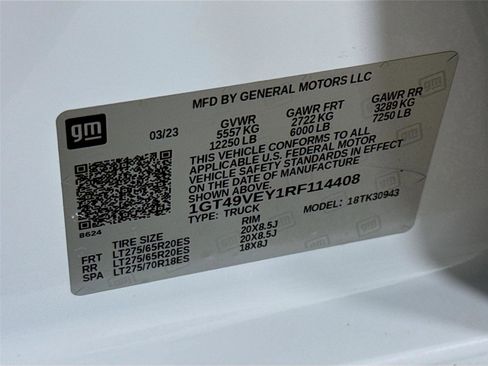 MFD BY GENERAL MOTORS LLC
gm
03/23
GVWR GAWR FRT GAWR RR
5557 KG 2722 KG 3289 KG
12250 LB 6000 LB 7250 LB
THIS VEHICLE CONFORMS TO ALL
APPLICABLE U.S. FEDERAL MOTOR
VEHICLE SAFETY STANDARDS IN EFFECT
ON THE DATE OF MANUFACTURE
SHOWN ABOVE.
1GT49VEY1RF114408
TYPE: TRUCK MODEL: 18TK30943
8624
TIRE SIZE RIM
FRT LT275/65R20ES 20X8.5J
RR LT275/65R20ES 20X8.5J
SPA LT275/70R18ES 18X8J